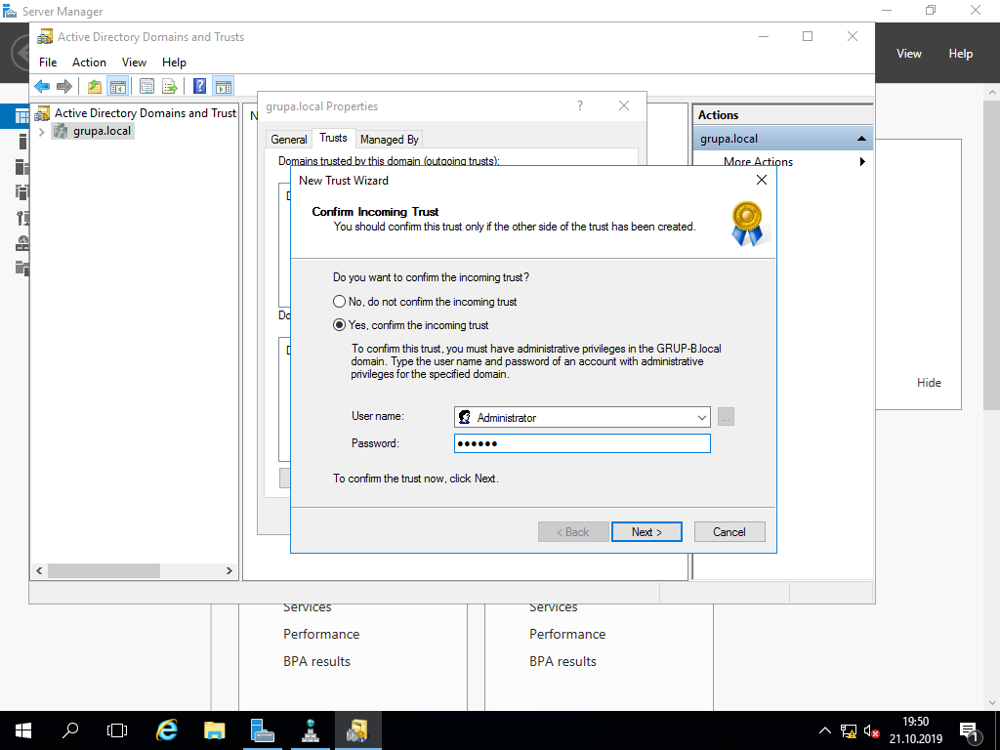 Server Manager
Active Directory Domains and Trusts
File Action View Help
View Help
Active Directory Domains and Trust
grupa.local
N
grupa.local Properties
?
General Trusts Managed By
Domains trusted by this domain (outgoing trusts):
D
Do
D
Actions
grupa.local
More Actions
New Trust Wizard
Confirm Incoming Trust
You should confirm this trust only if the other side of the trust has been created.
Do you want to confirm the incoming trust?
No, do not confirm the incoming trust
Yes, confirm the incoming trust
To confirm this trust, you must have administrative privileges in the GRUP-B.local
domain. Type the user name and password of an account with administrative
privileges for the specified domain.
User name: Administrator ...
Password: ●●●●●●
To confirm the trust now, click Next.
< Back Next > Cancel
Hide
Services Services
Performance Performance
BPA results BPA results
19:50
21.10.2019
1